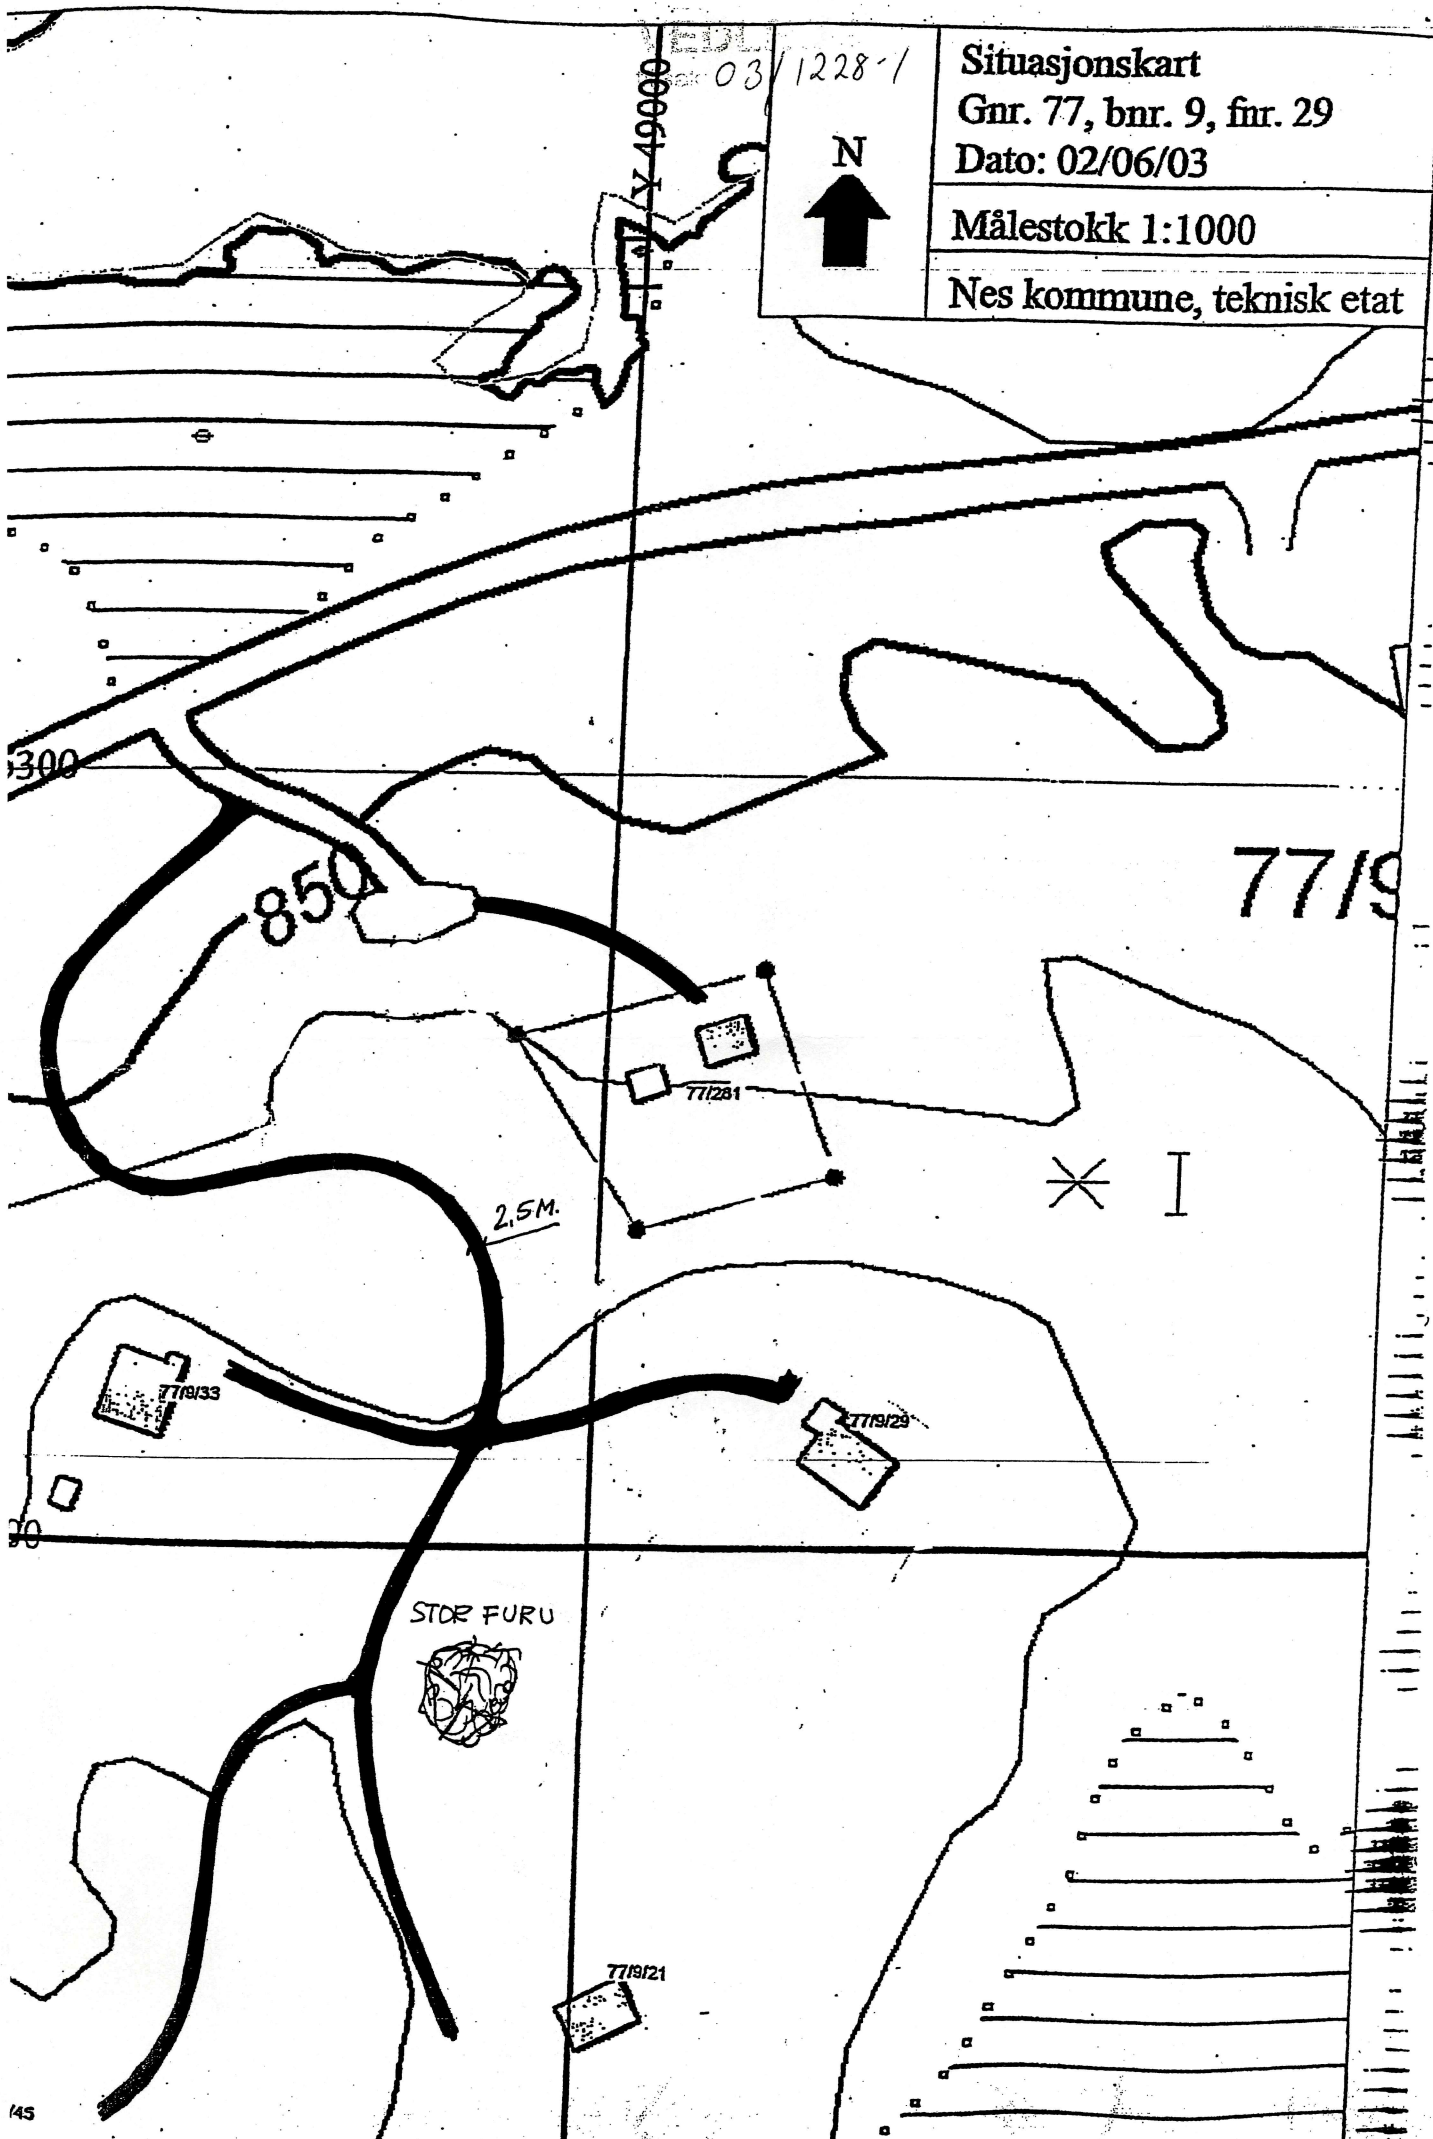 VEDL
03/1228-1
Y 49000
Situasjonskart
Gnr. 77, bnr. 9, fnr. 29
Dato: 02/06/03
N
Målestokk 1:1000
Nes kommune, teknisk etat
300
850
77/9
77/281
2,5M.
77/9/33
77/9/29
00
STOR FURU
77/9/21
/45